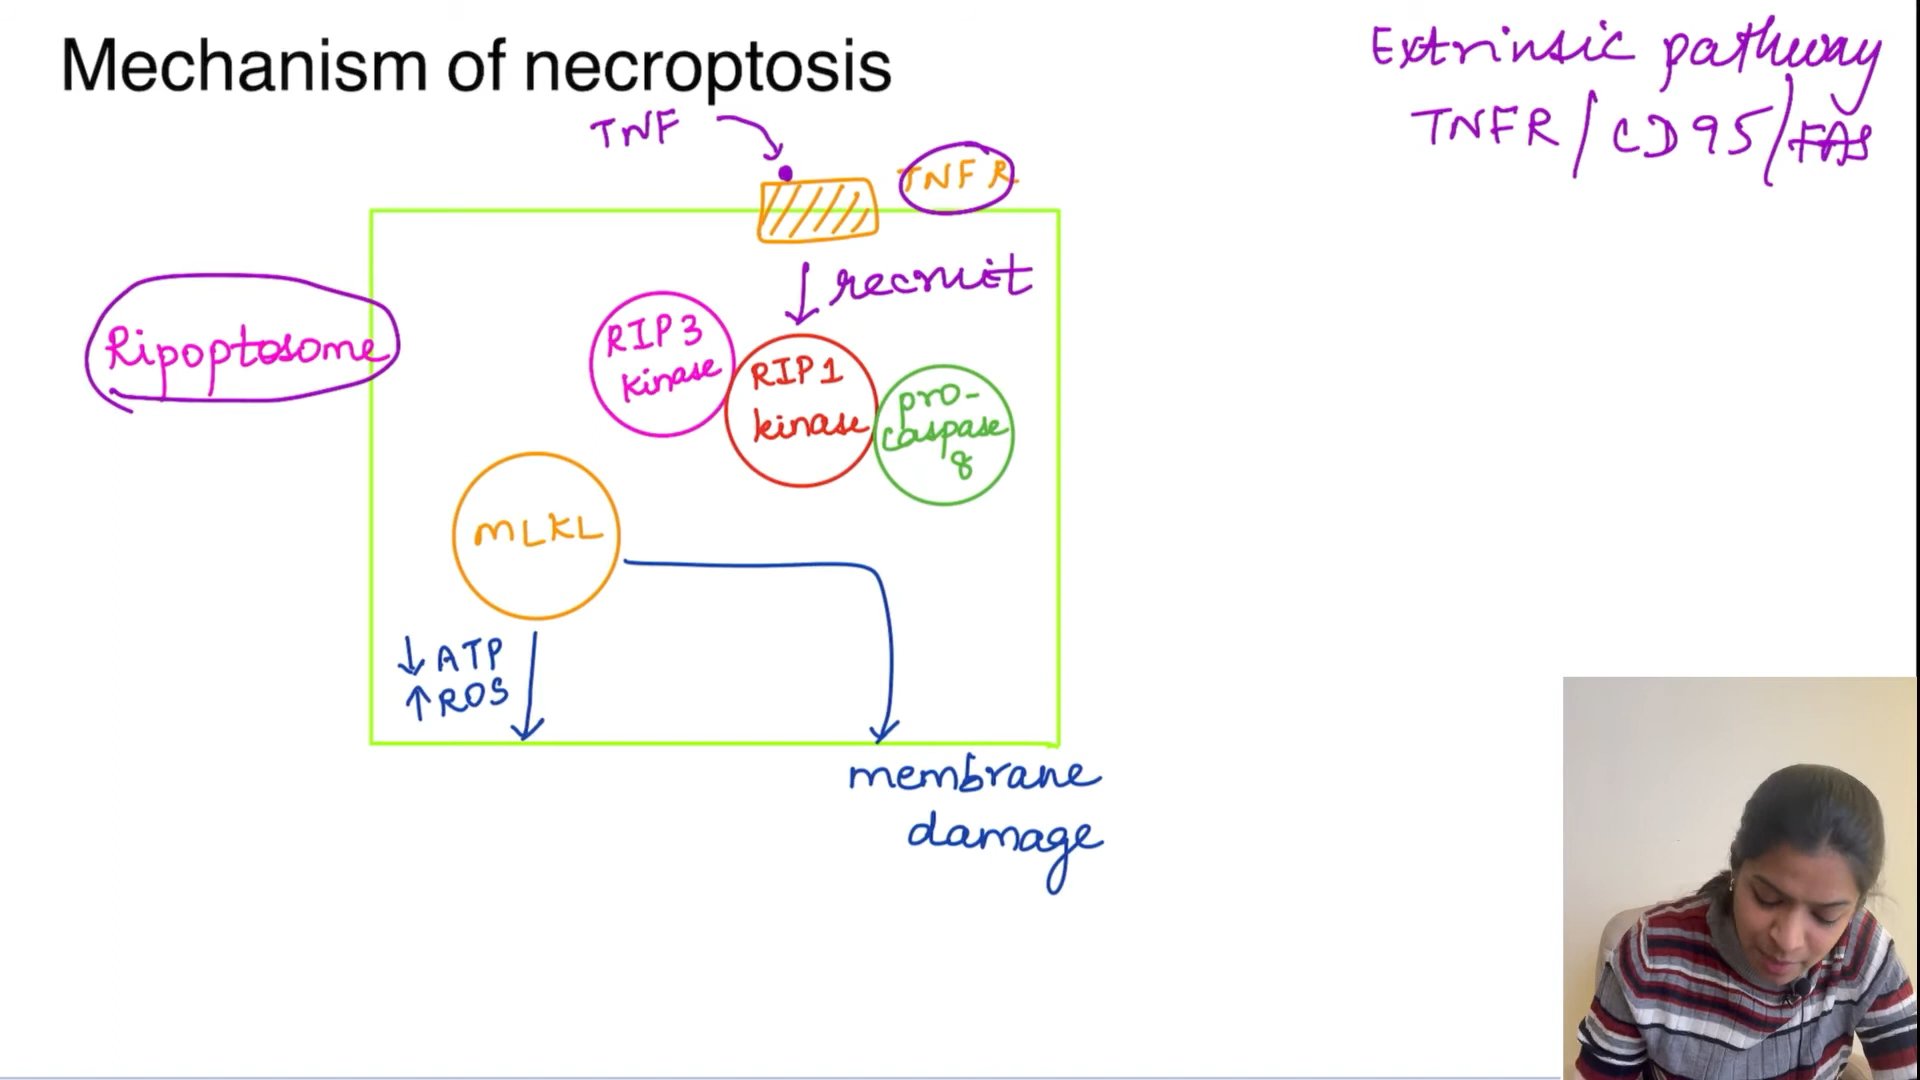 Mechanism of necroptosis
Extrinsic pathway
TNFR / CD95 / FAS
TNF
TNFR
recruit
Ripoptosome
RIP3
kinase
RIP1
kinase
pro-
caspase
8
MLKL
↓ ATP
↑ ROS
membrane
damage